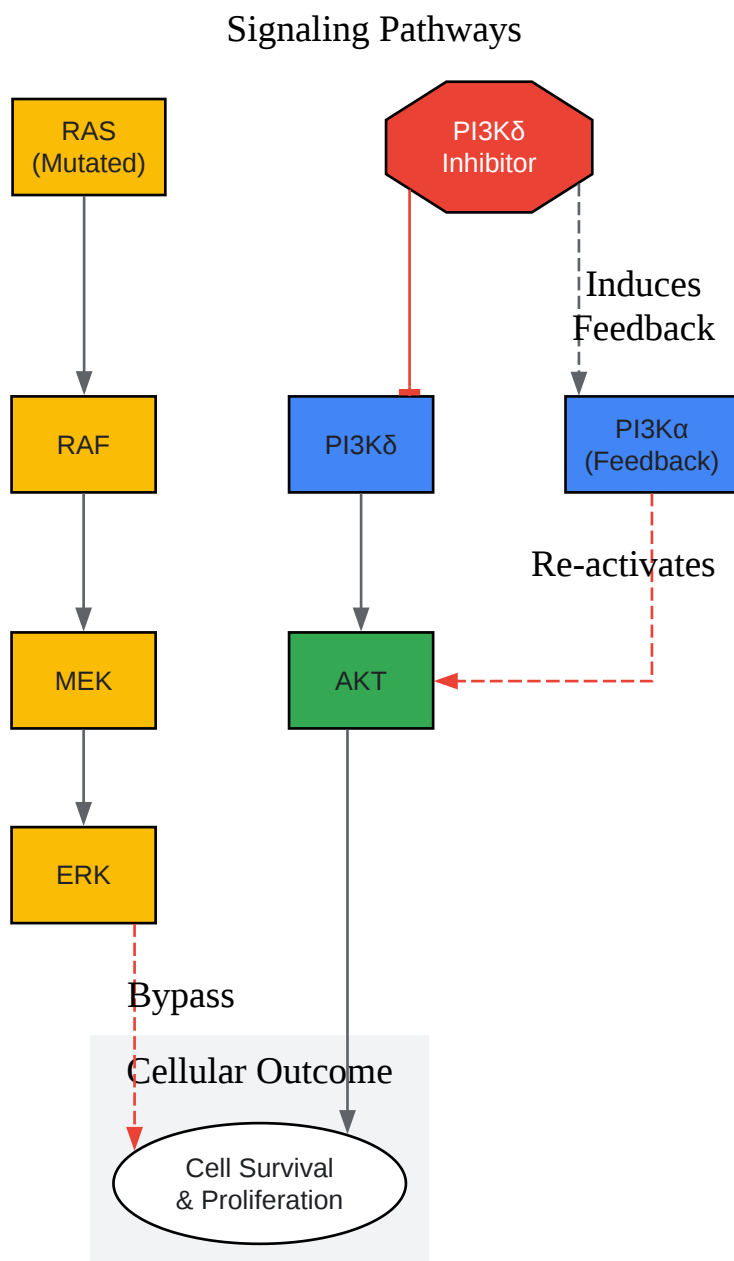 Signaling Pathways
RAS
(Mutated)
PI3Kδ
Inhibitor
Induces
Feedback
RAF
PI3Kδ
PI3Kα
(Feedback)
Re-activates
MEK
AKT
ERK
Bypass
Cellular Outcome
Cell Survival
& Proliferation